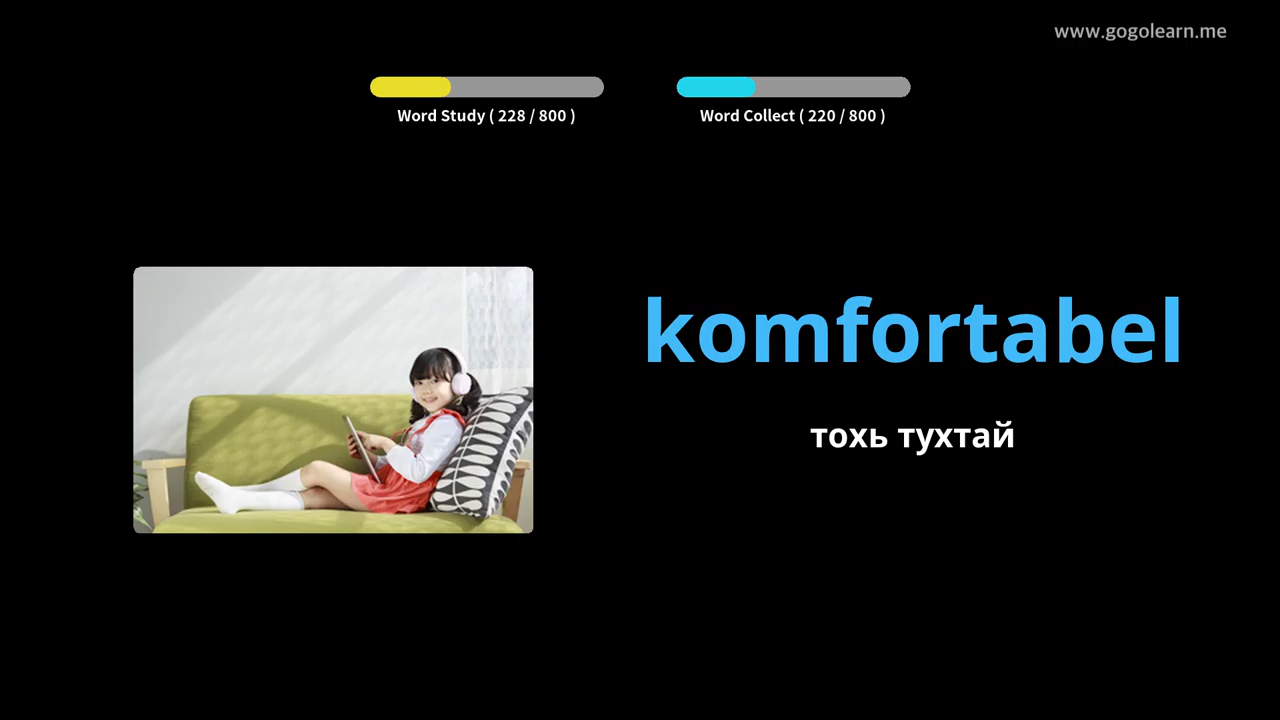 www.gogolearn.me
Word Study ( 228 / 800 )
Word Collect ( 220 / 800 )
komfortabel
тохь тухтай